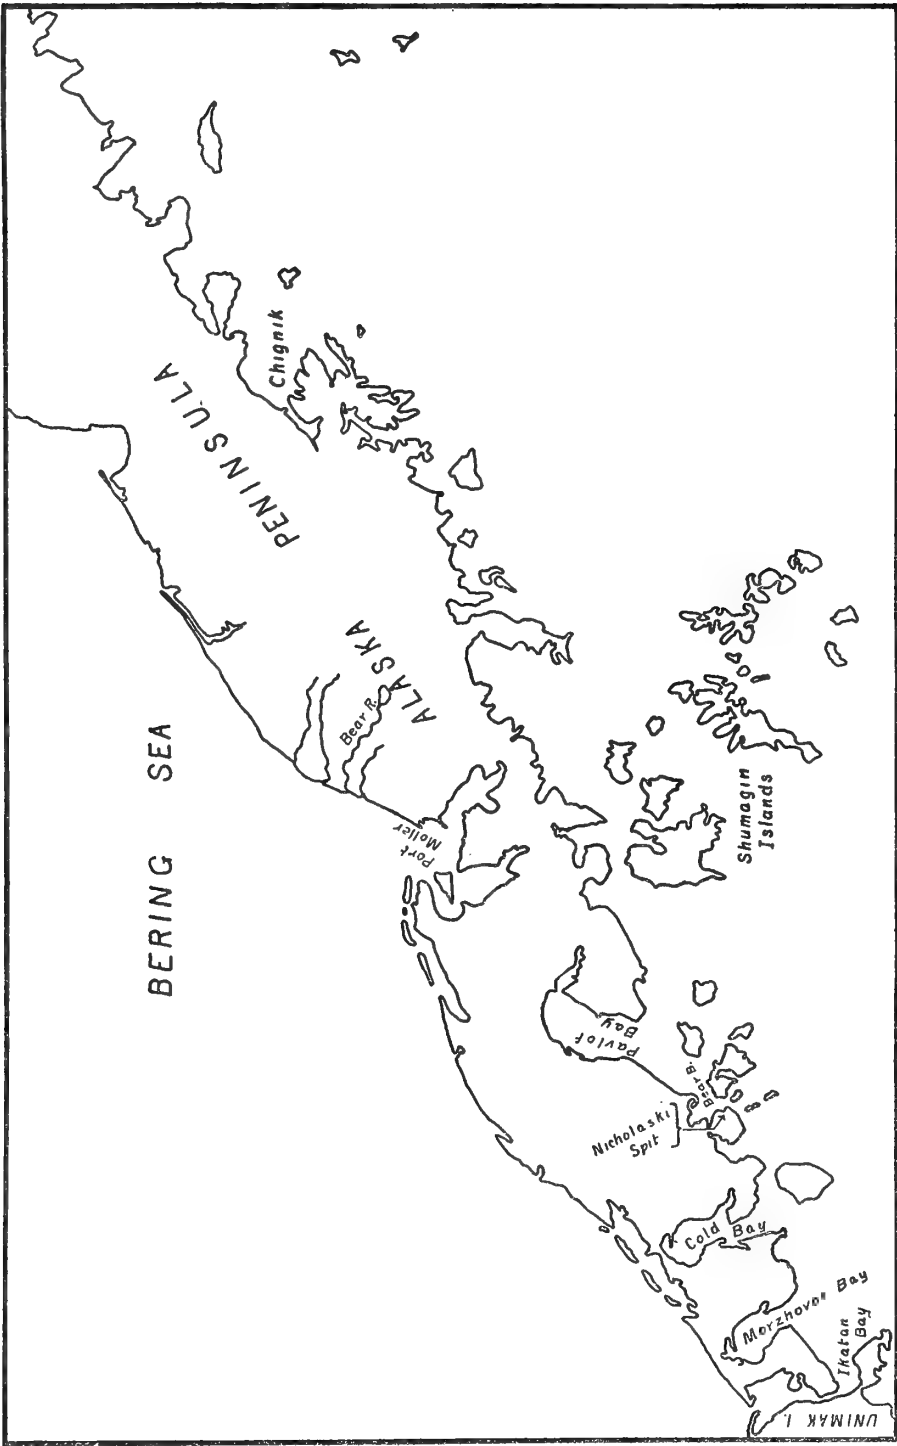 BERING SEA
ALASKA PENINSULA
Chignik
Bear R.
Port
Moller
Shumagin
Islands
Pavlof
Bay
Bear B.
Nicholaski
Spit
Cold Bay
Morzhovoii Bay
Ikatan
Bay
UNIMAK I.